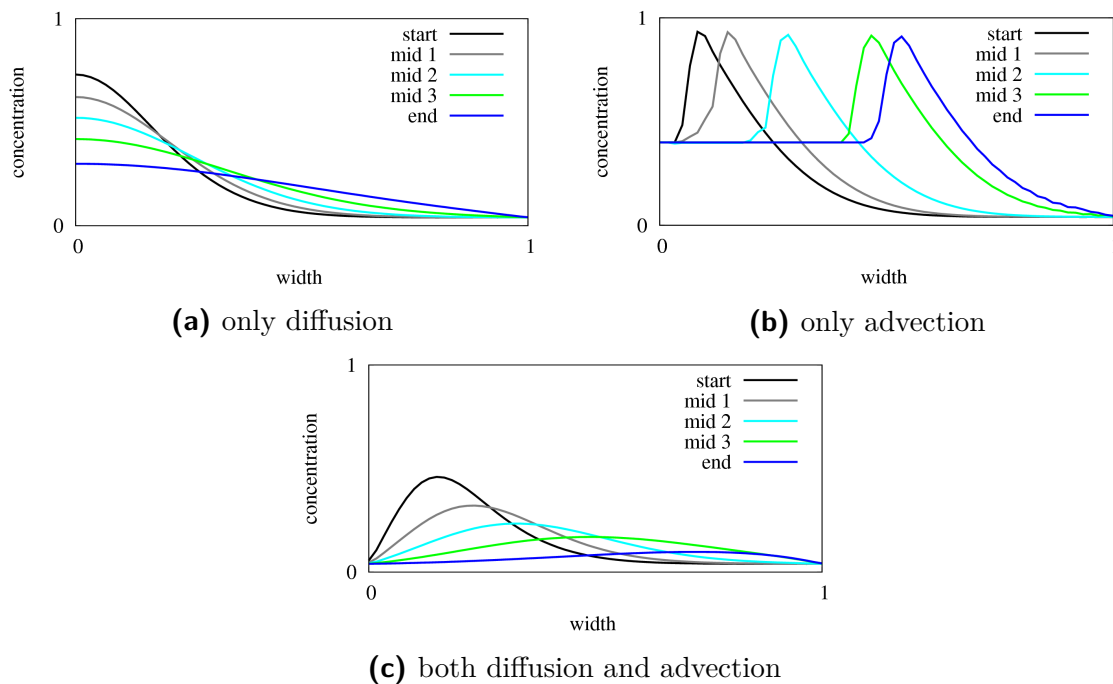 1
start
mid 1
mid 2
mid 3
end
concentration
0
0
1
width
(a) only diffusion
1
start
mid 1
mid 2
mid 3
end
concentration
0
0
width
(b) only advection
1
start
mid 1
mid 2
mid 3
end
concentration
0
0
1
width
(c) both diffusion and advection